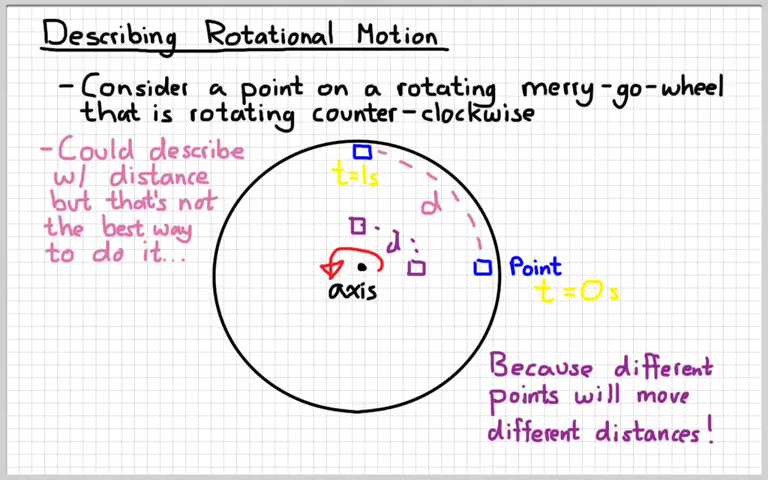 Describing Rotational Motion
- Consider a point on a rotating merry-go-wheel
that is rotating counter-clockwise
- Could describe
w/ distance
but that's not
the best way
to do it...
t=1s
d
d
axis
Point
t=0s
Because different
points will move
different distances!